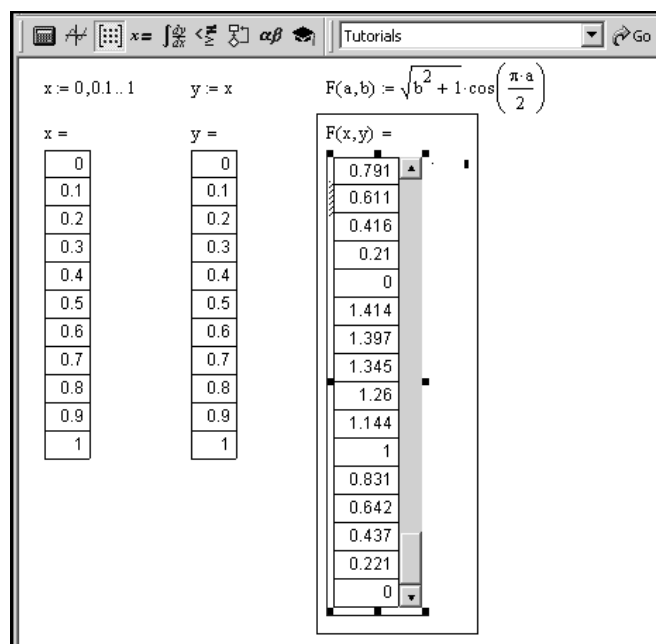 x= ∫ dy/dx <≠≥ αβ Tutorials Go
x := 0,0.1..1 y := x F(a,b) := √(b² + 1)·cos(π·a/2)
x = y = F(x,y) =
0 0 0.791
0.1 0.1 0.611
0.2 0.2 0.416
0.3 0.3 0.21
0.4 0.4 0
0.5 0.5 1.414
0.6 0.6 1.397
0.7 0.7 1.345
0.8 0.8 1.26
0.9 0.9 1.144
1 1 1
0.831
0.642
0.437
0.221
0